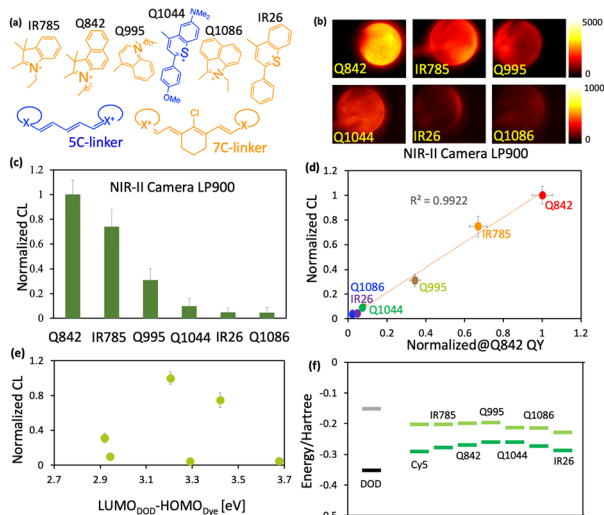 (a)
IR785
Q842
Q995
Q1044
Q1086
IR26
NMe2
OMe
N
S
Cl
X
X+
5C-linker
X+
X
7C-linker
(b)
Q842
IR785
Q995
5000
0
Q1044
IR26
Q1086
1000
0
NIR-II Camera LP900
(c)
NIR-II Camera LP900
Normalized CL
1.2
1
0.8
0.6
0.4
0.2
0
Q842
IR785
Q995
Q1044
IR26
Q1086
(d)
Normalized CL
1.2
1
0.8
0.6
0.4
0.2
0
R² = 0.9922
Q842
IR785
Q995
Q1086
IR26
Q1044
0
0.2
0.4
0.6
0.8
1
1.2
Normalized@Q842 QY
(e)
Normalized CL
1.2
0.8
0.4
0
2.7
2.9
3.1
3.3
3.5
3.7
LUMODOD-HOMODye [eV]
(f)
Energy/Hartree
0
-0.1
-0.2
-0.3
-0.4
-0.5
DOD
Cy5
IR785
Q842
Q995
Q1044
Q1086
IR26